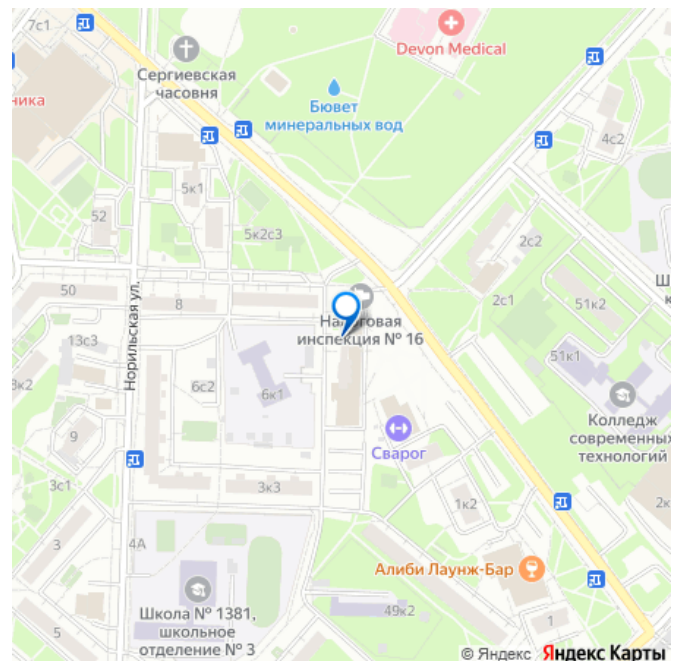 7с1
Devon Medical
Сергиевская
часовня
ника
Бювет
минеральных вод
4с2
5к1
52
5к2с3
2с2
50
8
2с1
51к2
Ш
к
Норильская ул.
Налоговая
инспекция № 16
13с3
51к1
6с2
6к1
Колледж
современных
технологий
9
Сварог
3с1
3к3
1к2
2к
3
4А
Алиби Лаунж-Бар
Школа № 1381,
школьное
отделение № 3
49к2
5
1
© Яндекс Яндекс Карты